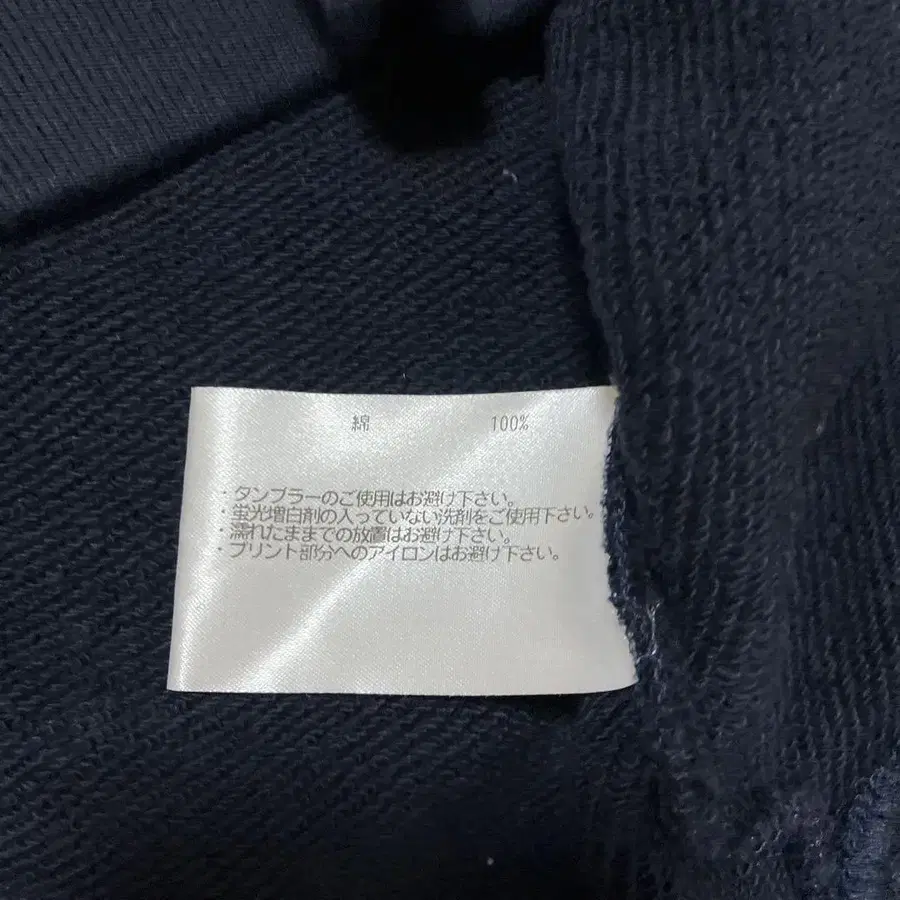 綿 100%
・タンブラーのご使用はお避け下さい。
・蛍光増白剤の入っていない洗剤をご使用下さい。
・濡れたままでの放置はお避け下さい。
・プリント部分へのアイロンはお避け下さい。